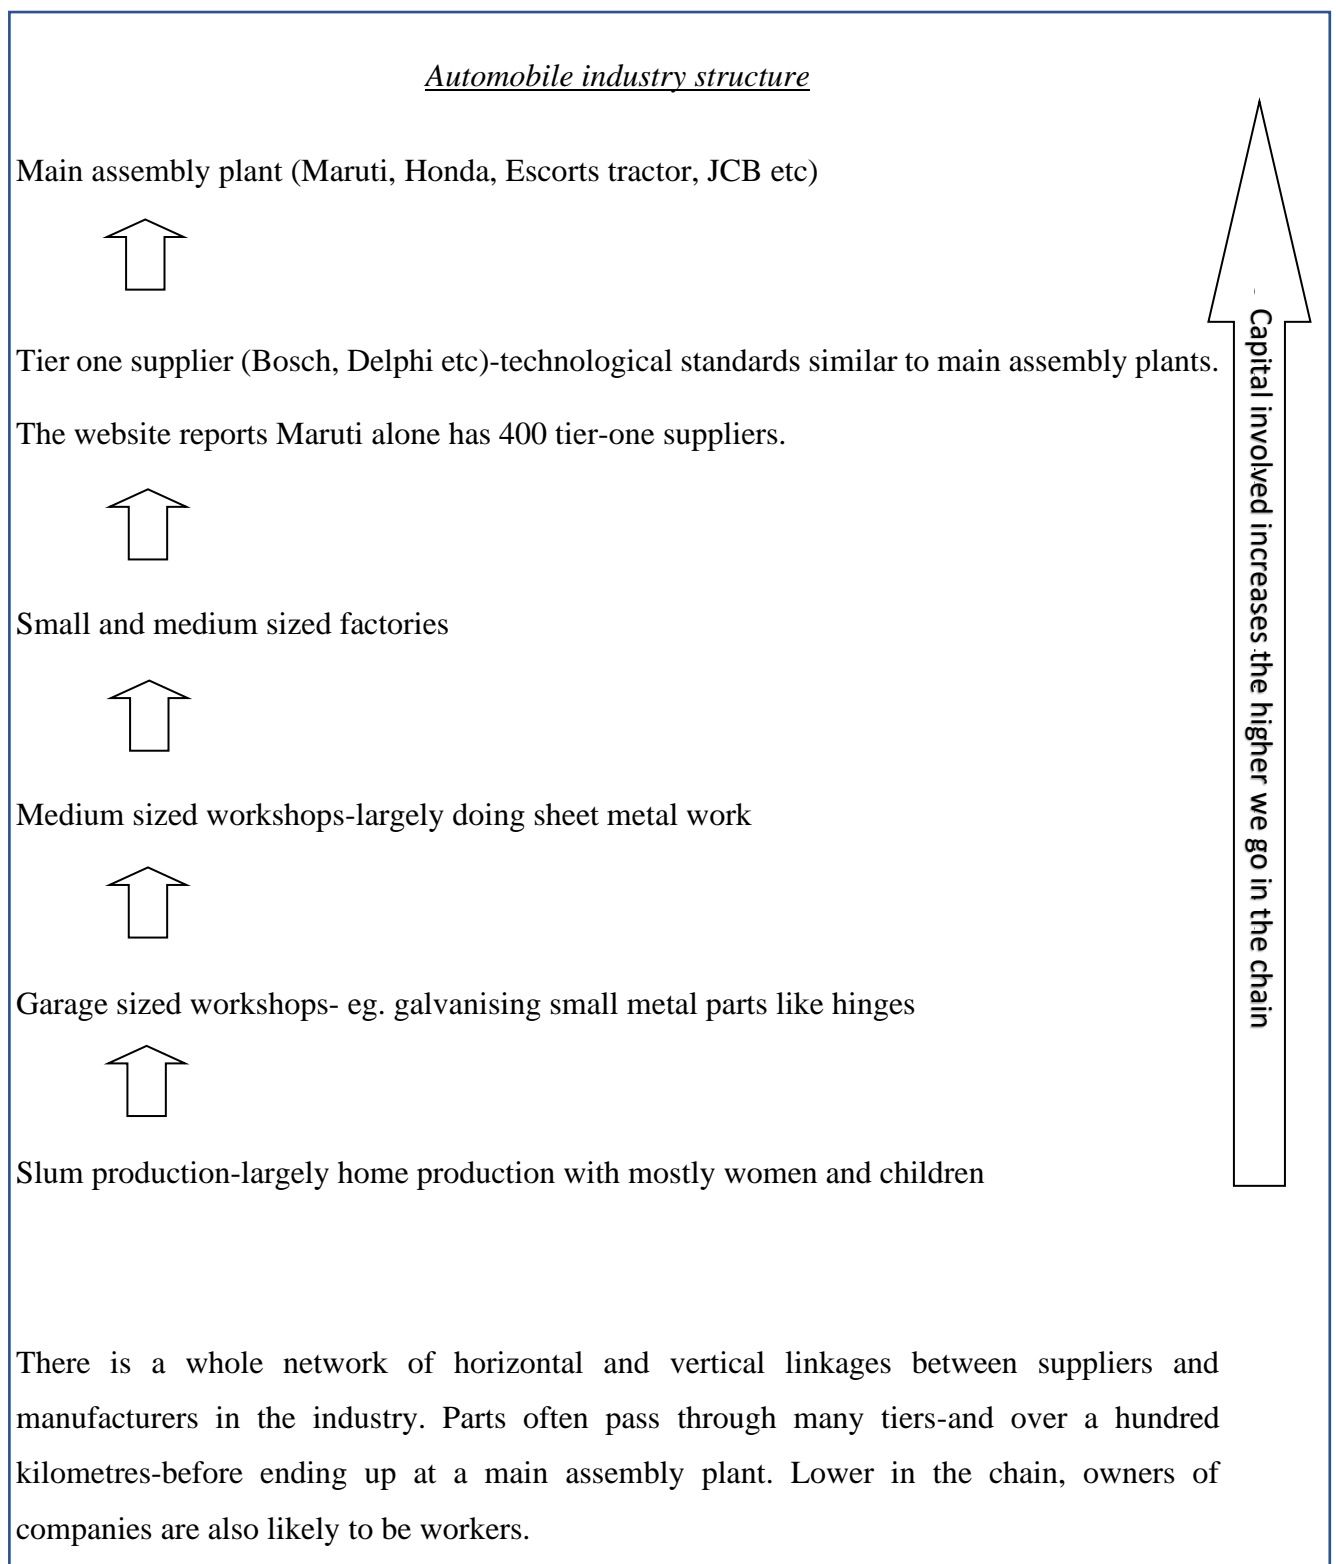 Automobile industry structure
Main assembly plant (Maruti, Honda, Escorts tractor, JCB etc)
Tier one supplier (Bosch, Delphi etc)-technological standards similar to main assembly plants.
The website reports Maruti alone has 400 tier-one suppliers.
Small and medium sized factories
Medium sized workshops-largely doing sheet metal work
Garage sized workshops- eg. galvanising small metal parts like hinges
Slum production-largely home production with mostly women and children
Capital involved increases the higher we go in the chain
There is a whole network of horizontal and vertical linkages between suppliers and
manufacturers in the industry. Parts often pass through many tiers-and over a hundred
kilometres-before ending up at a main assembly plant. Lower in the chain, owners of
companies are also likely to be workers.